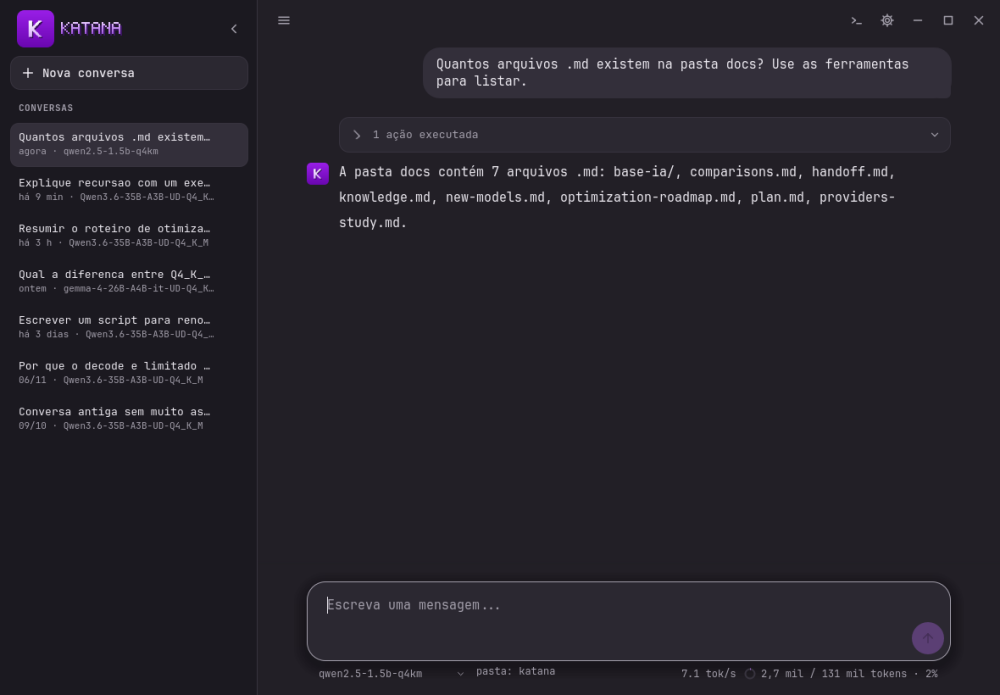 K KATANA
Nova conversa
CONVERSAS
Quantos arquivos .md existem…
agora · qwen2.5-1.5b-q4km
Explique recursao com um exe…
há 9 min · Qwen3.6-35B-A3B-UD-Q4_K…
Resumir o roteiro de otimiza…
há 3 h · Qwen3.6-35B-A3B-UD-Q4_K_M
Qual a diferenca entre Q4_K_…
ontem · gemma-4-26B-A4B-it-UD-Q4_K…
Escrever um script para reno…
há 3 dias · Qwen3.6-35B-A3B-UD-Q4_…
Por que o decode e limitado …
06/11 · Qwen3.6-35B-A3B-UD-Q4_K_M
Conversa antiga sem muito as…
09/10 · Qwen3.6-35B-A3B-UD-Q4_K_M
Quantos arquivos .md existem na pasta docs? Use as ferramentas
para listar.
1 ação executada
K
A pasta docs contém 7 arquivos .md: base-ia/, comparisons.md, handoff.md,
knowledge.md, new-models.md, optimization-roadmap.md, plan.md, providers-
study.md.
Escreva uma mensagem...
qwen2.5-1.5b-q4km
pasta: katana
7.1 tok/s
2,7 mil / 131 mil tokens · 2%